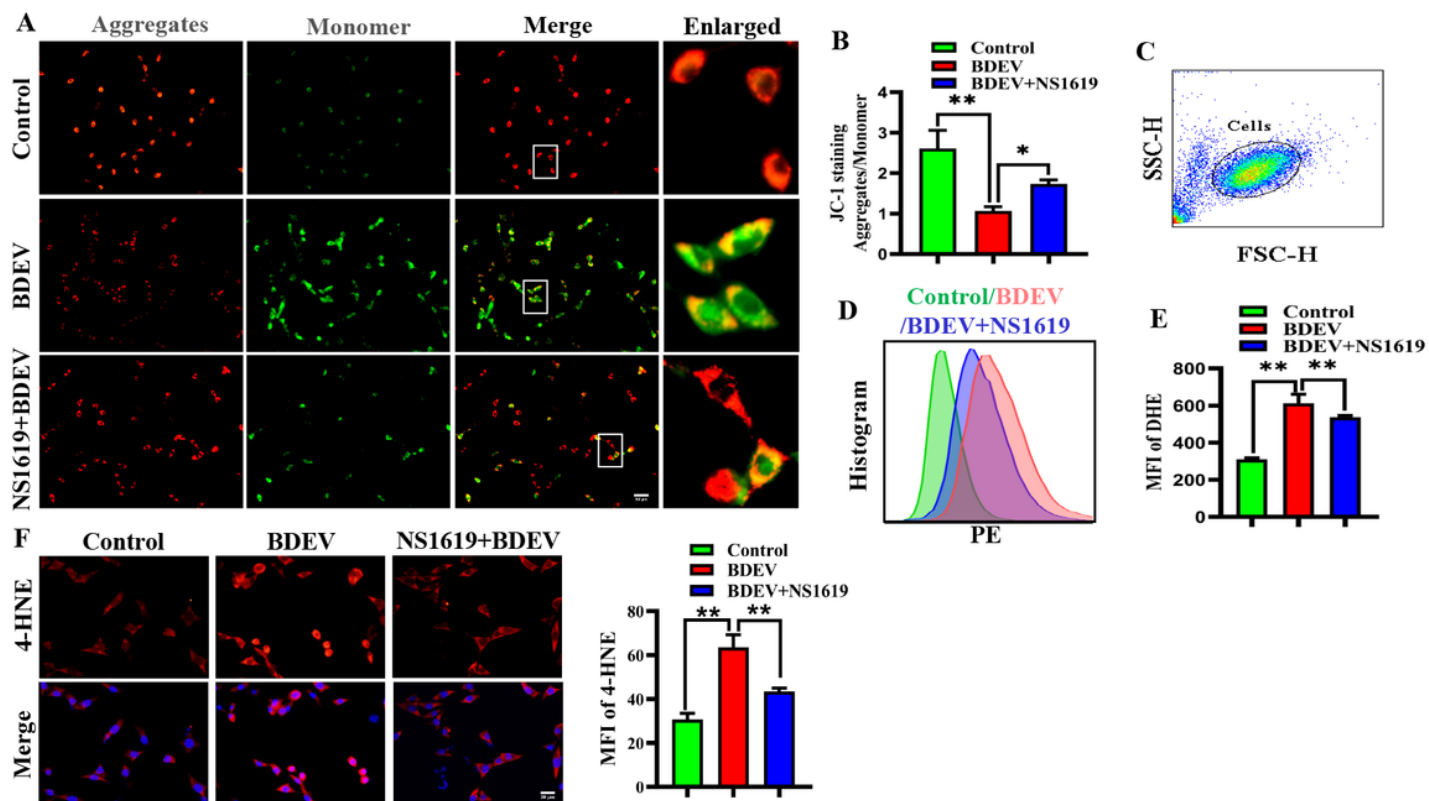 A
Aggregates
Monomer
Merge
Enlarged
Control
BDEV
NS1619+BDEV
B
Control
BDEV
BDEV+NS1619
JC-1 staining
Aggregates/Monomer
4
3
2
1
0
**
*
C
SSC-H
Cells
FSC-H
D
Control/BDEV
/BDEV+NS1619
Histogram
PE
E
Control
BDEV
BDEV+NS1619
MFI of DHE
800
600
400
200
0
**
**
F
Control
BDEV
NS1619+BDEV
4-HNE
Merge
Control
BDEV
BDEV+NS1619
MFI of 4-HNE
80
60
40
20
0
**
**